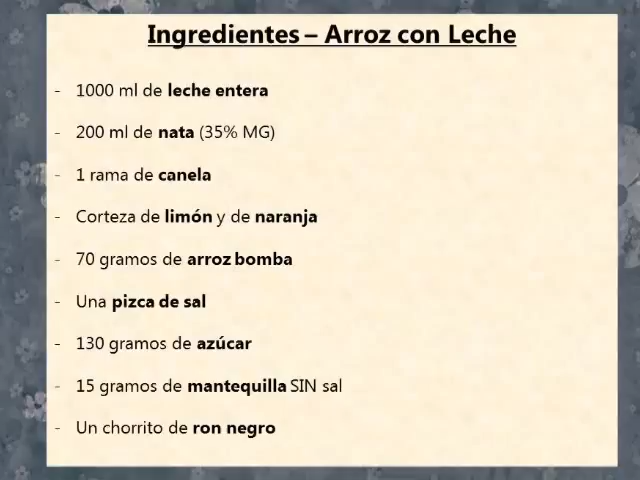 Ingredientes – Arroz con Leche
- 1000 ml de leche entera
- 200 ml de nata (35% MG)
- 1 rama de canela
- Corteza de limón y de naranja
- 70 gramos de arroz bomba
- Una pizca de sal
- 130 gramos de azúcar
- 15 gramos de mantequilla SIN sal
- Un chorrito de ron negro